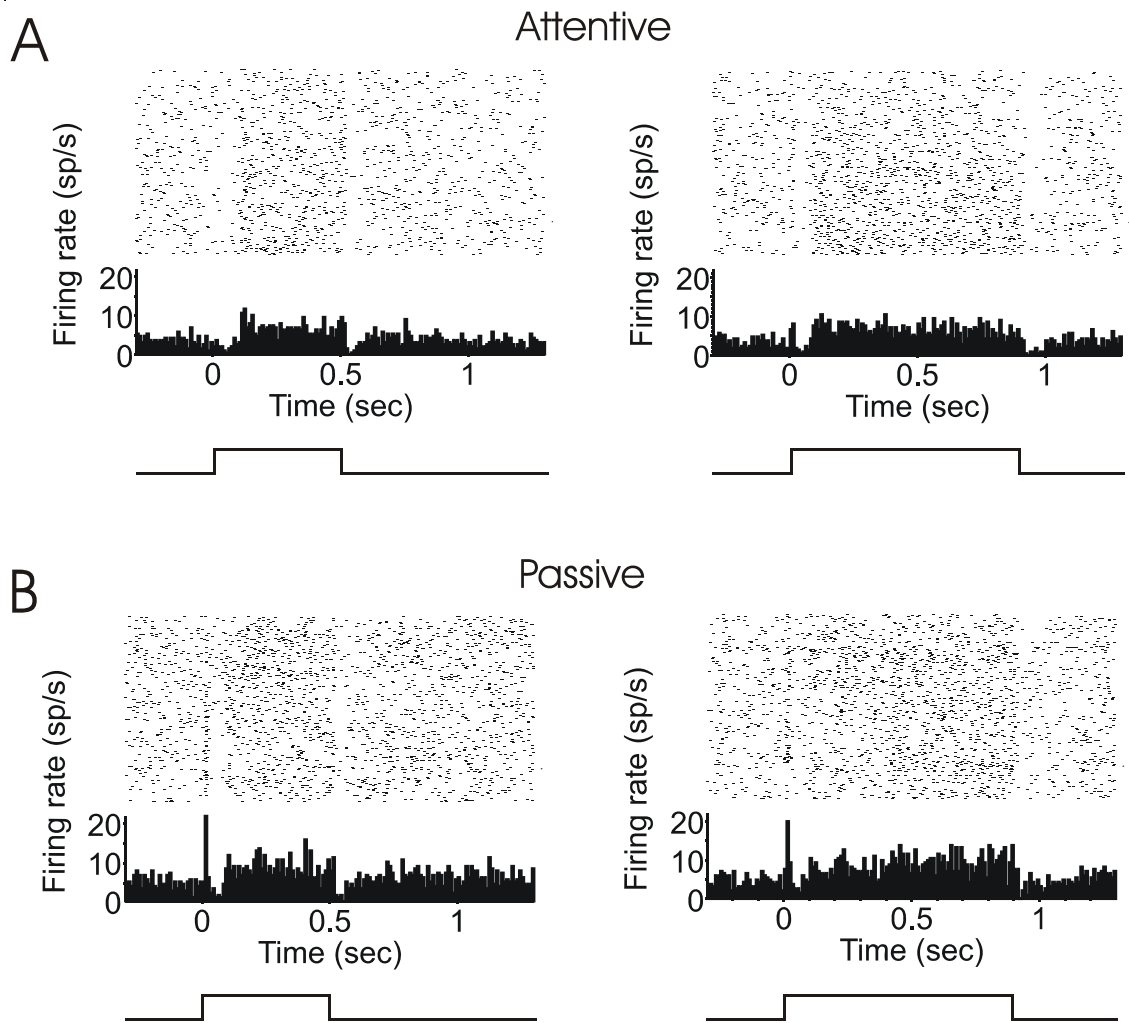 A
Attentive
Firing rate (sp/s)
20
10
0
0 0.5 1
Time (sec)
Firing rate (sp/s)
20
10
0
0 0.5 1
Time (sec)
B
Passive
Firing rate (sp/s)
20
10
0
0 0.5 1
Time (sec)
Firing rate (sp/s)
20
10
0
0 0.5 1
Time (sec)